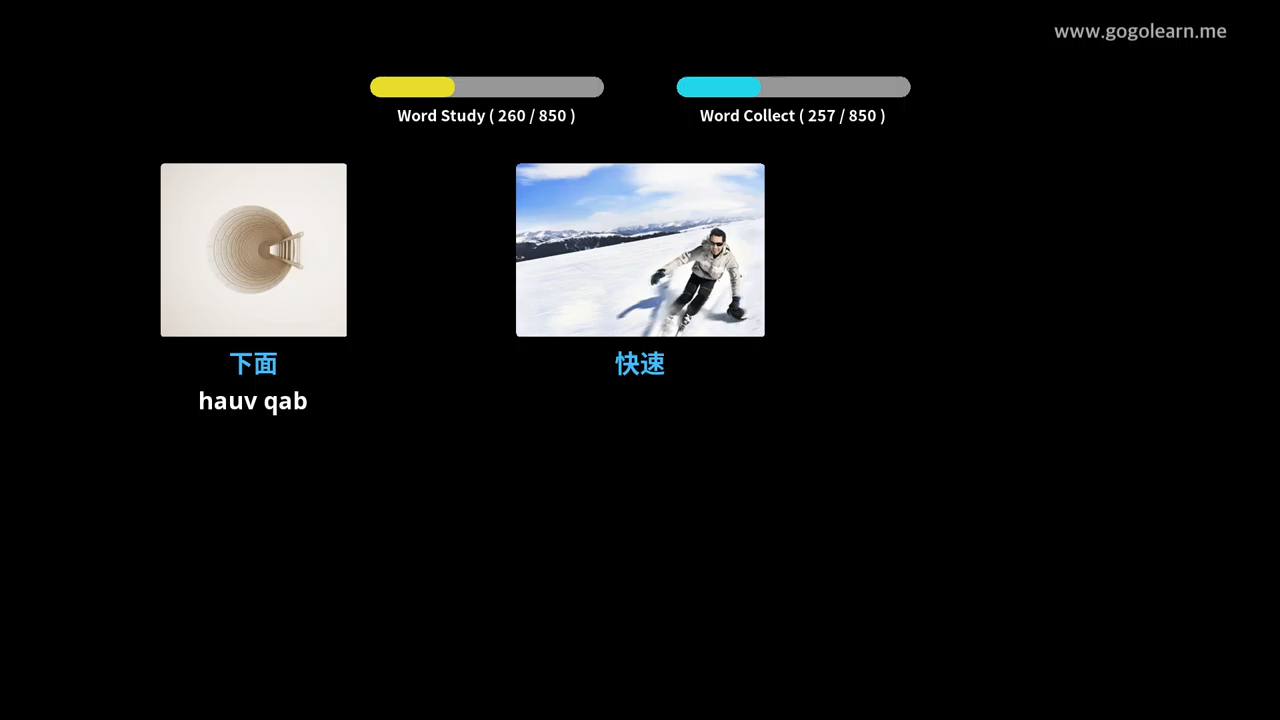 www.gogolearn.me
Word Study ( 260 / 850 )
Word Collect ( 257 / 850 )
下面
hauv qab
快速